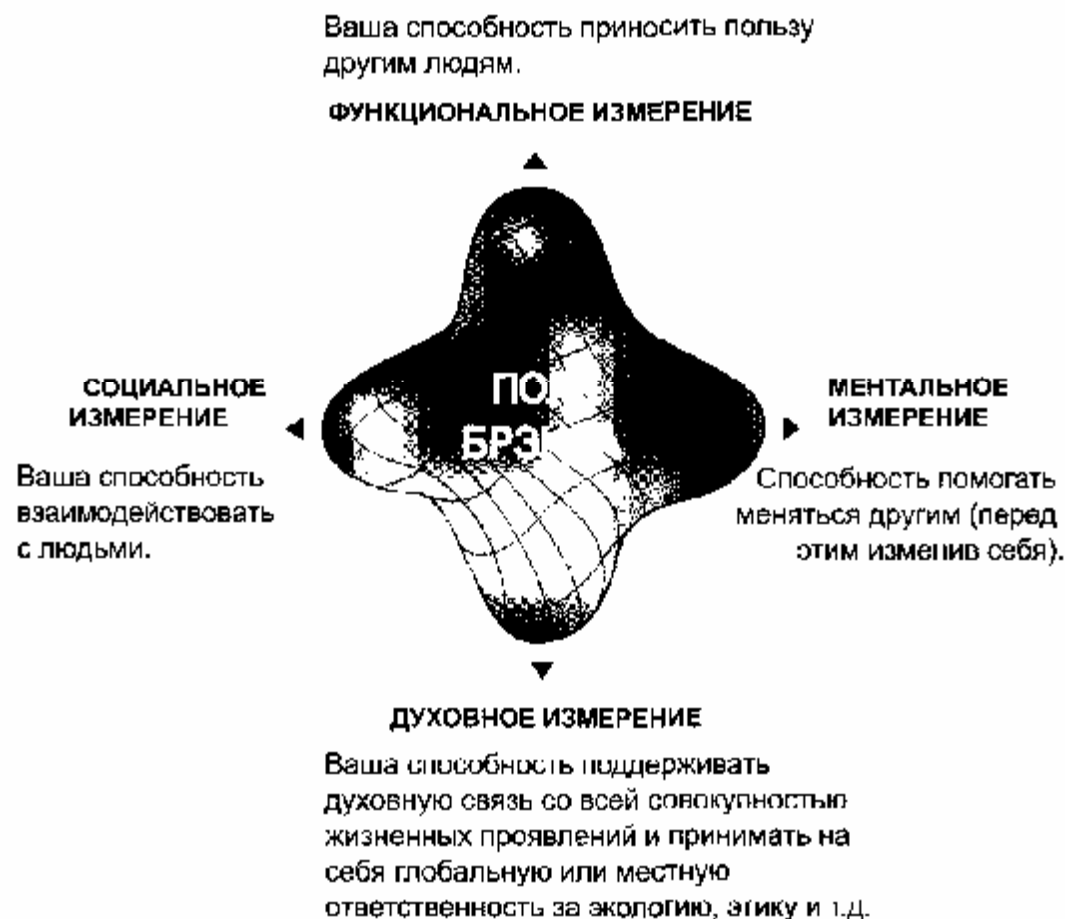 Ваша способность приносить пользу
другим людям.
ФУНКЦИОНАЛЬНОЕ ИЗМЕРЕНИЕ
СОЦИАЛЬНОЕ
ИЗМЕРЕНИЕ
Ваша способность
взаимодействовать
с людьми.
МЕНТАЛЬНОЕ
ИЗМЕРЕНИЕ
Способность помогать
меняться другим (перед
этим изменив себя).
ДУХОВНОЕ ИЗМЕРЕНИЕ
Ваша способность поддерживать
духовную связь со всей совокупностью
жизненных проявлений и принимать на
себя глобальную или местную
ответственность за экологию, этику и т.д.